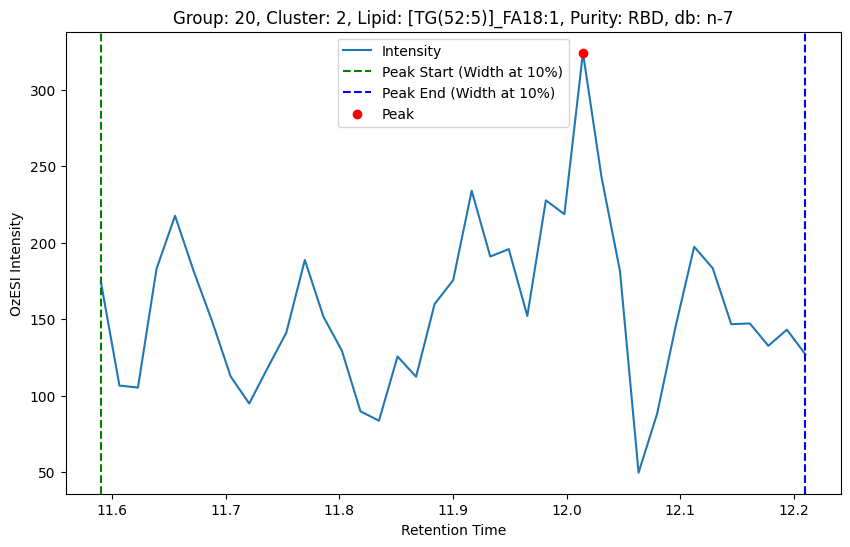 Group: 20, Cluster: 2, Lipid: [TG(52:5)]_FA18:1, Purity: RBD, db: n-7
Intensity
Peak Start (Width at 10%)
Peak End (Width at 10%)
Peak
OzESI Intensity
300
250
200
150
100
50
11.6 11.7 11.8 11.9 12.0 12.1 12.2
Retention Time